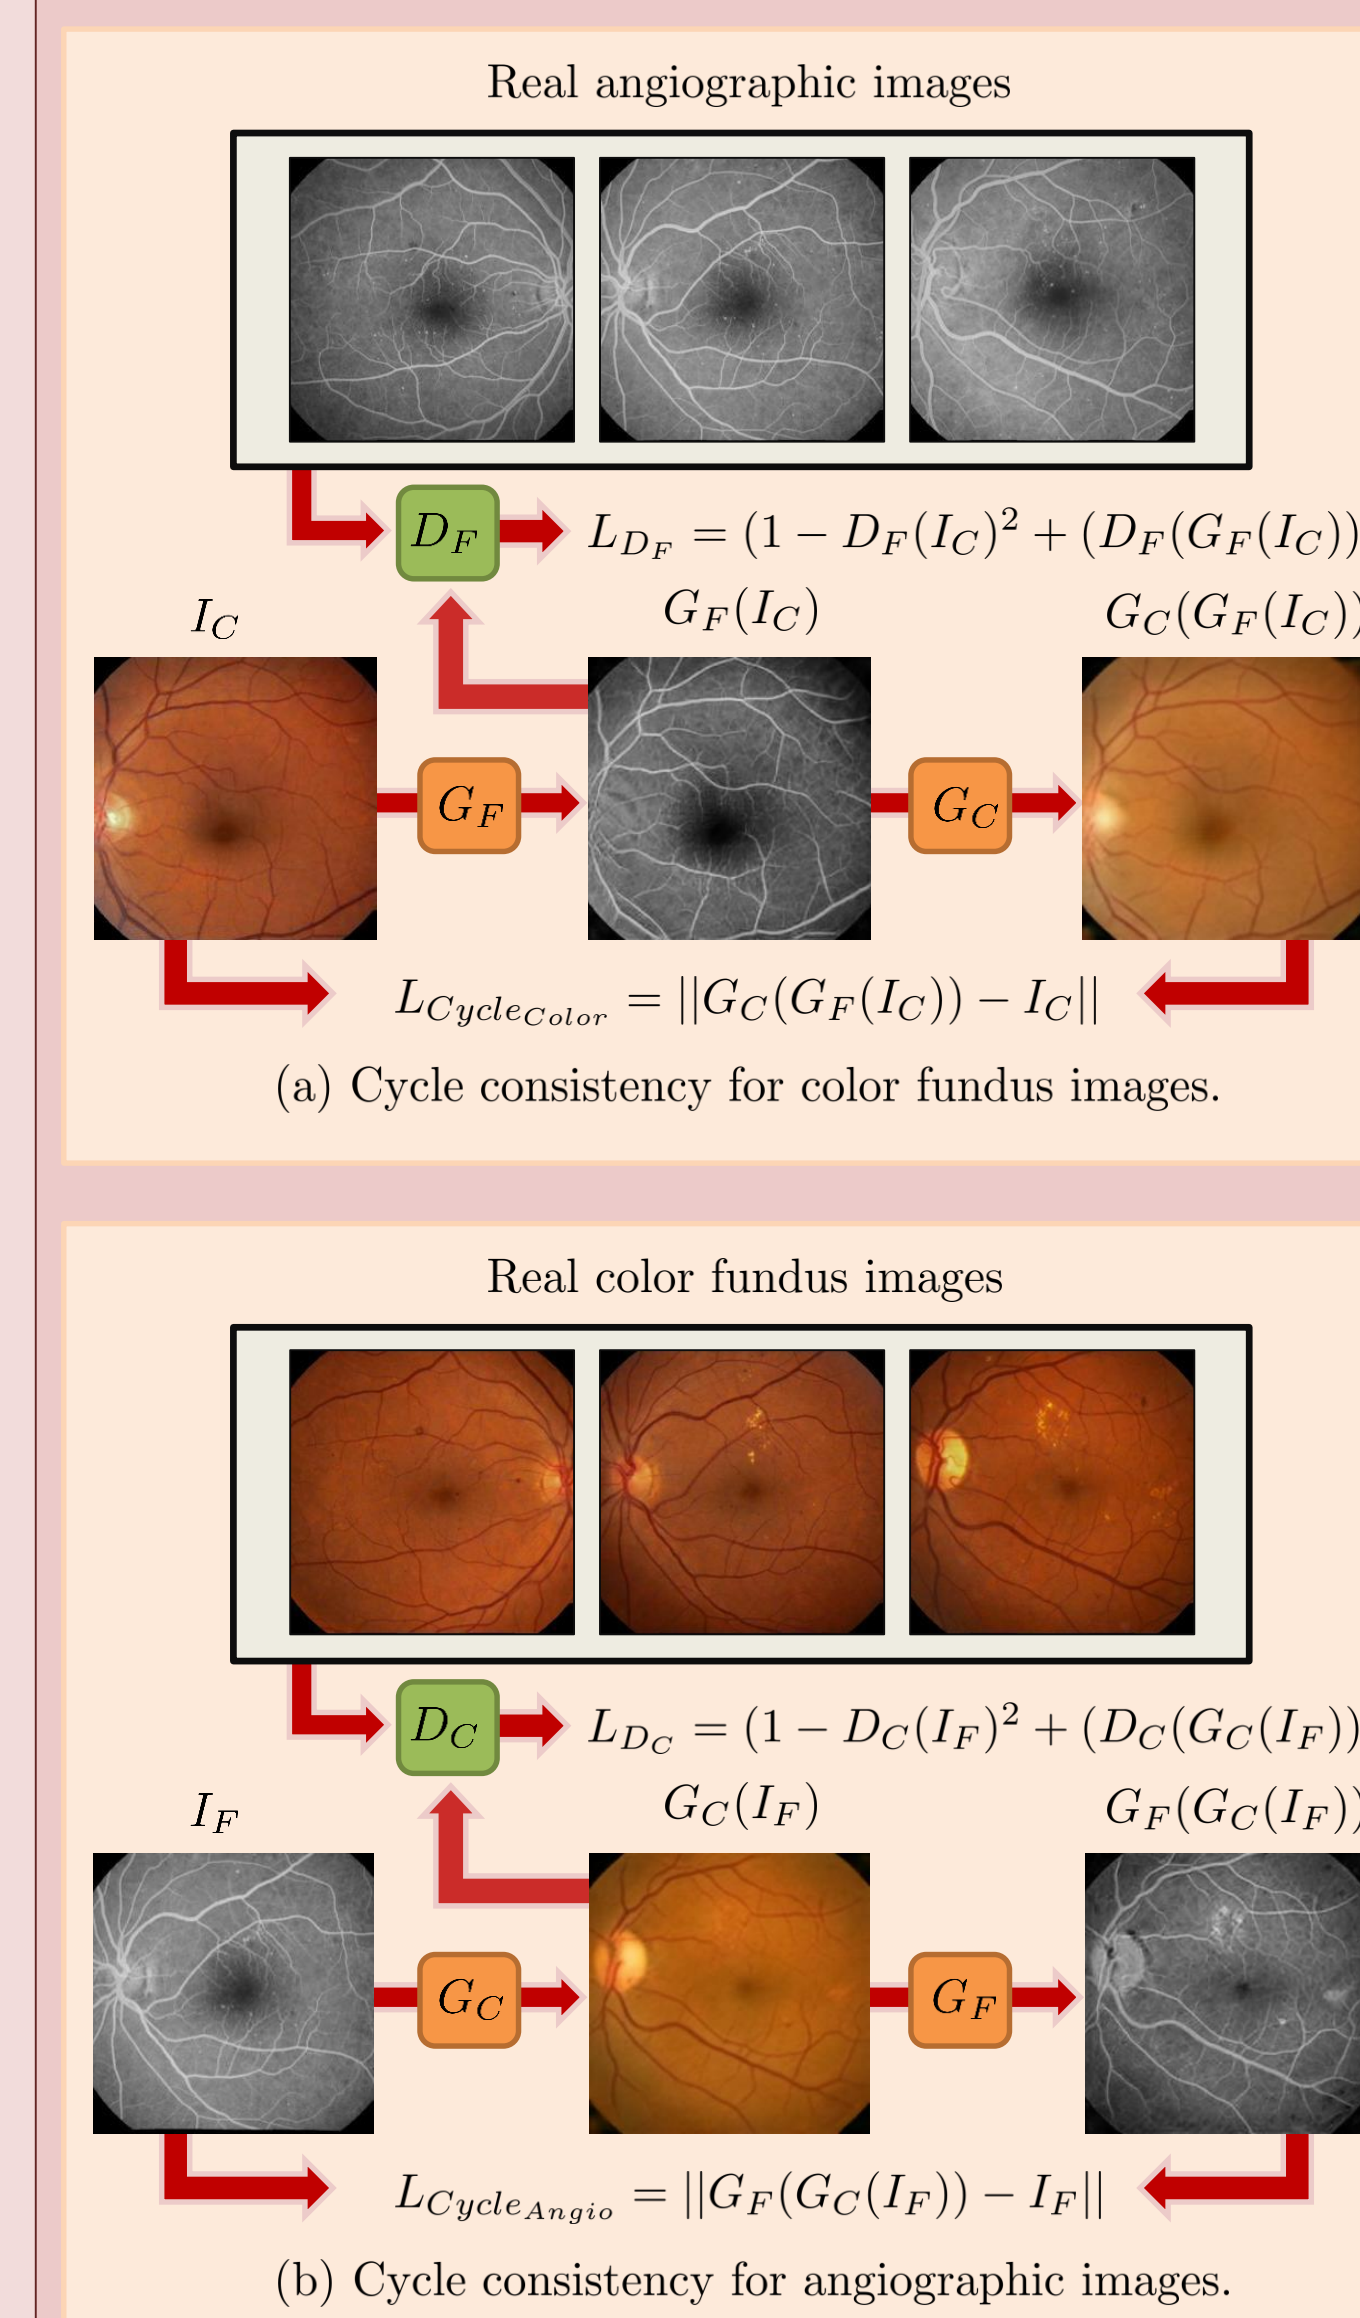 Real angiographic images
D_F
L_{D_F} = (1 − D_F(I_C)^2 + (D_F(G_F(I_C))
I_C
G_F(I_C)
G_C(G_F(I_C))
G_F
G_C
L_{Cycle_{Color}} = ||G_C(G_F(I_C)) − I_C||
(a) Cycle consistency for color fundus images.
Real color fundus images
D_C
L_{D_C} = (1 − D_C(I_F)^2 + (D_C(G_C(I_F))
I_F
G_C(I_F)
G_F(G_C(I_F))
G_C
G_F
L_{Cycle_{Angio}} = ||G_F(G_C(I_F)) − I_F||
(b) Cycle consistency for angiographic images.